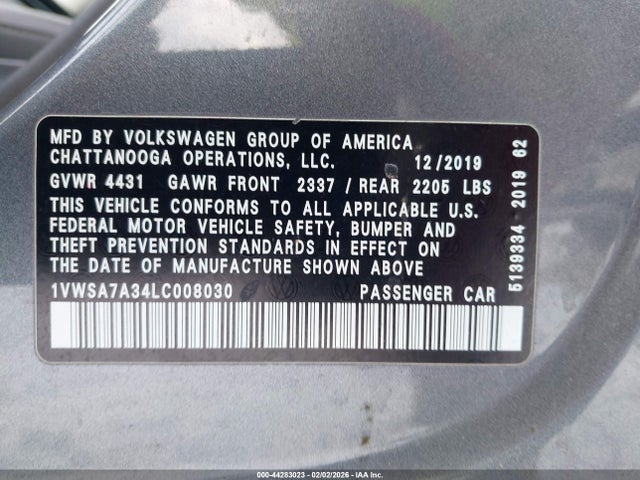 MFD BY VOLKSWAGEN GROUP OF AMERICA
CHATTANOOGA OPERATIONS, LLC. 12/2019
GVWR 4431 GAWR FRONT 2337 / REAR 2205 LBS
THIS VEHICLE CONFORMS TO ALL APPLICABLE U.S.
FEDERAL MOTOR VEHICLE SAFETY, BUMPER AND
THEFT PREVENTION STANDARDS IN EFFECT ON
THE DATE OF MANUFACTURE SHOWN ABOVE
1VWSA7A34LC008030 PASSENGER CAR
5139334 2019 62
000-44283023 - 02/02/2026 - IAA Inc.